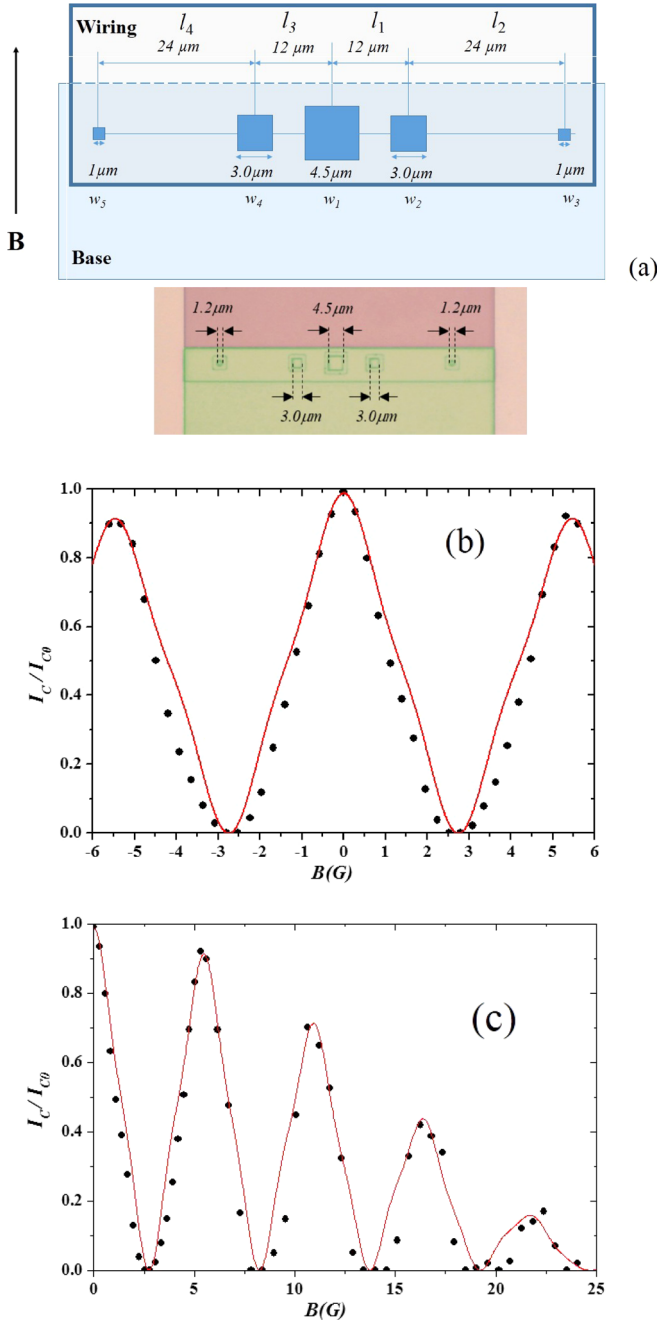 Wiring
l4 l3 l1 l2
24 µm 12 µm 12 µm 24 µm
1µm 3.0µm 4.5µm 3.0µm 1µm
w5 w4 w1 w2 w3
B
Base
(a)
1.2µm 4.5µm 1.2µm
3.0µm 3.0µm
(b)
IC/IC0
1.0
0.8
0.6
0.4
0.2
0.0
-6 -5 -4 -3 -2 -1 0 1 2 3 4 5 6
B(G)
(c)
IC/IC0
1.0
0.8
0.6
0.4
0.2
0.0
0 5 10 15 20 25
B(G)